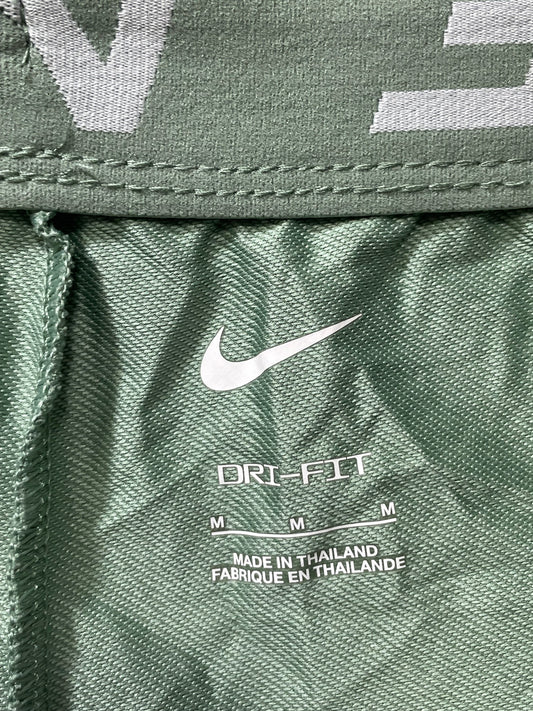 DRI-FIT
M M M
MADE IN THAILAND
FABRIQUE EN THAILANDE